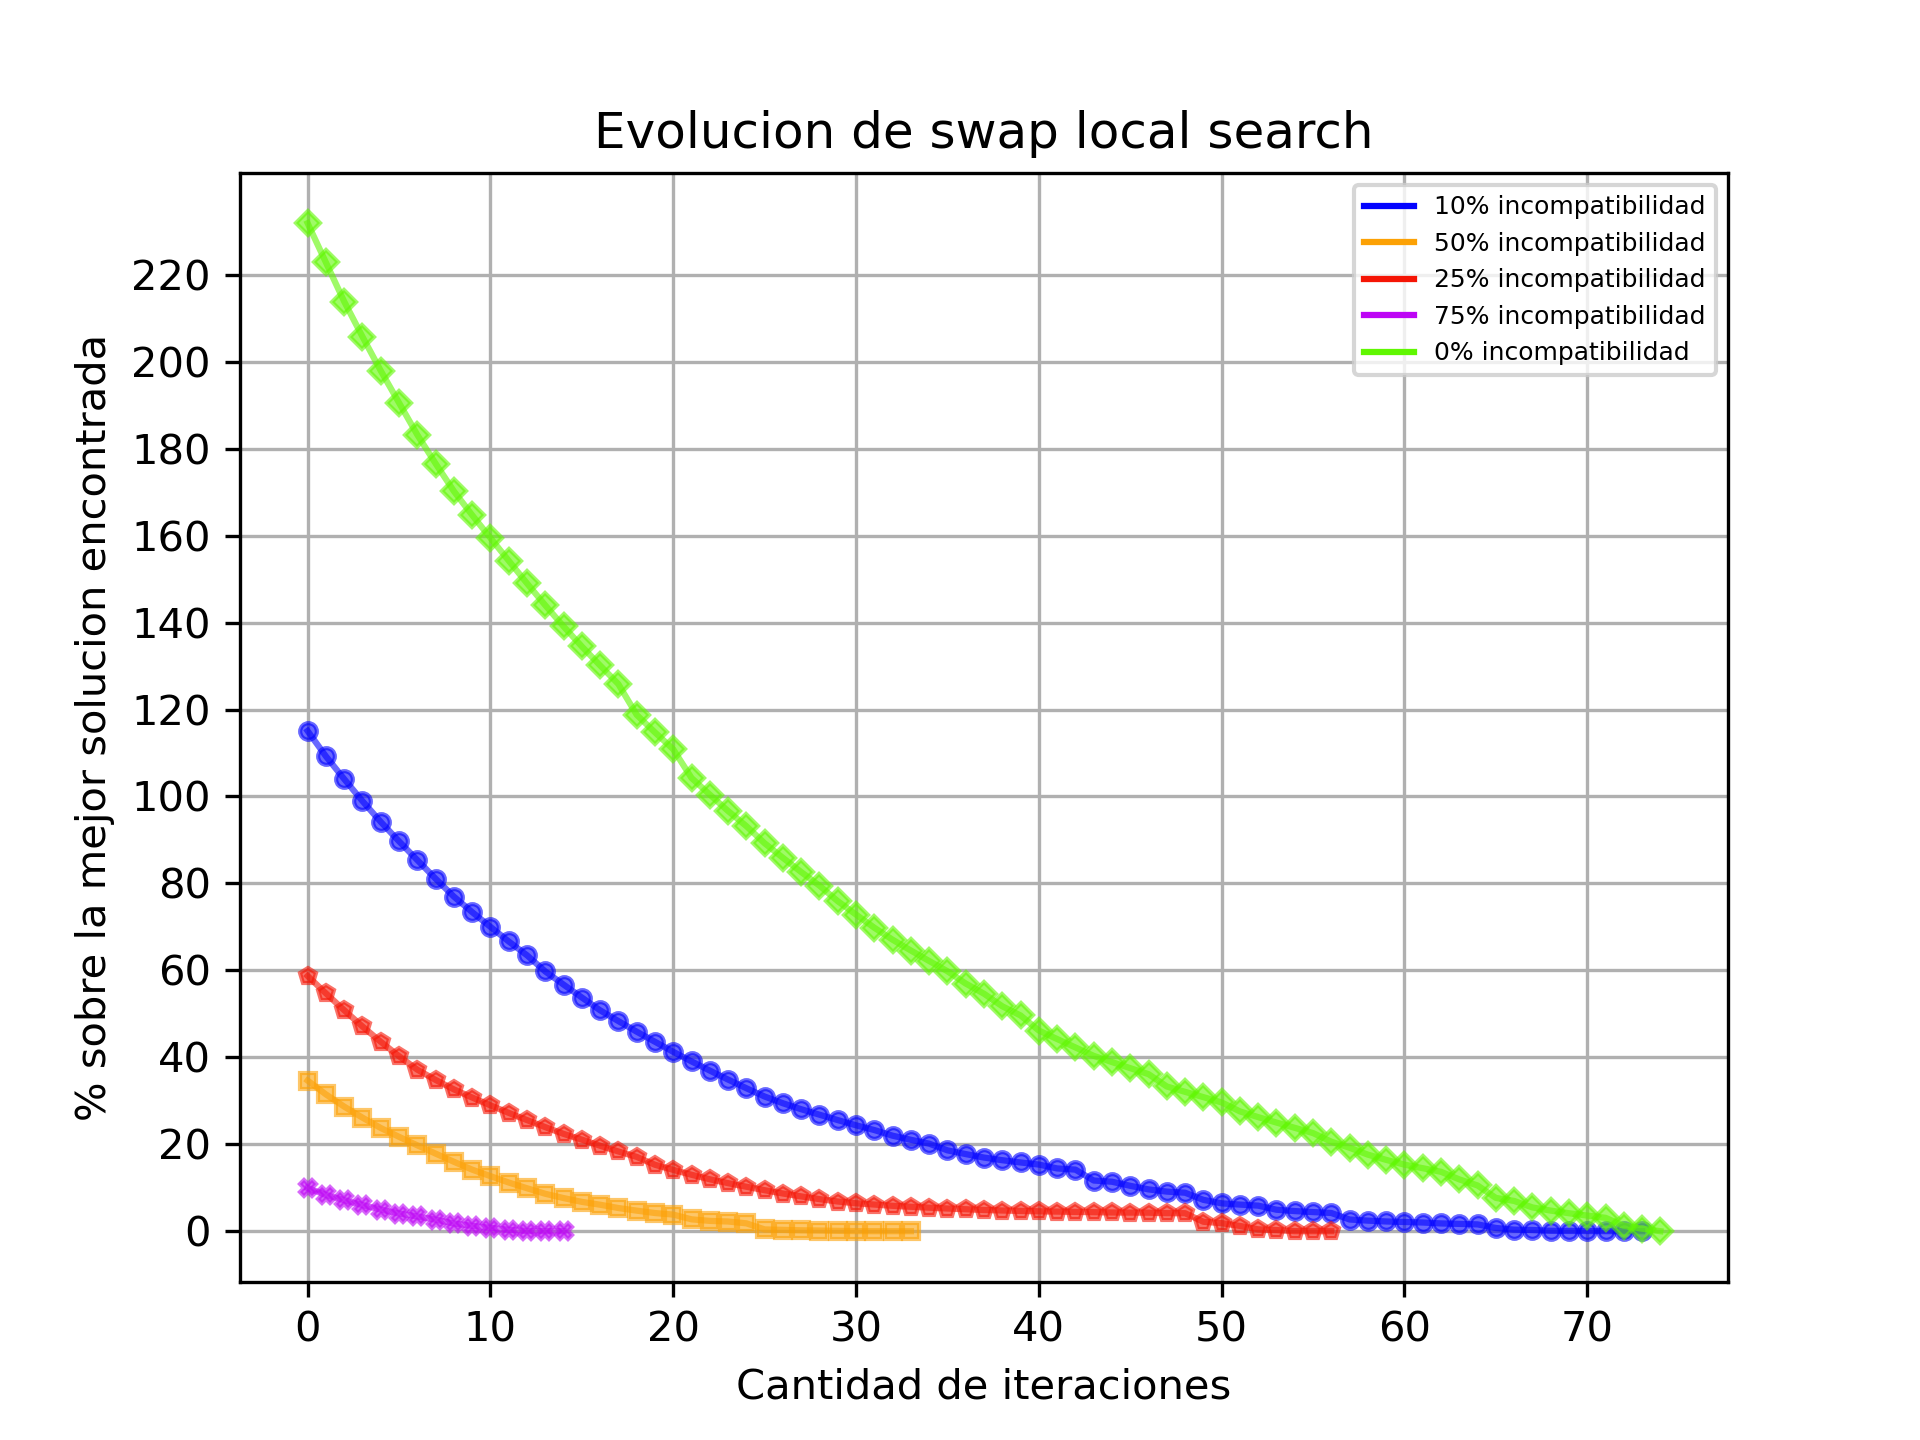 Evolucion de swap local search
10% incompatibilidad
50% incompatibilidad
25% incompatibilidad
75% incompatibilidad
0% incompatibilidad
% sobre la mejor solucion encontrada
220
200
180
160
140
120
100
80
60
40
20
0
0 10 20 30 40 50 60 70
Cantidad de iteraciones